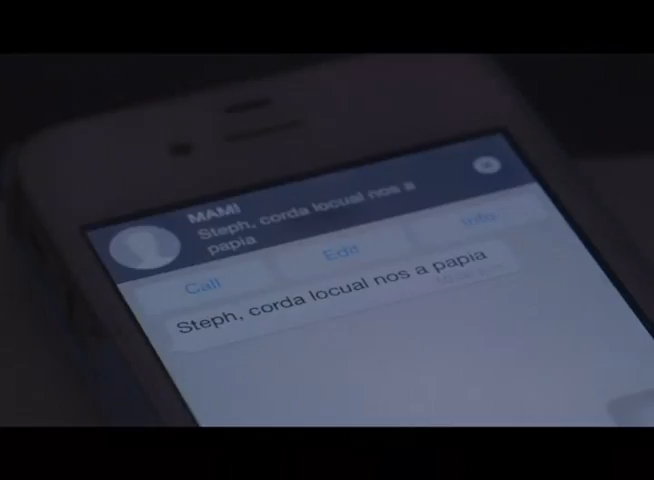 MAMI
Steph, corda locual nos a
papia
Call Edit Info
Steph, corda locual nos a papia